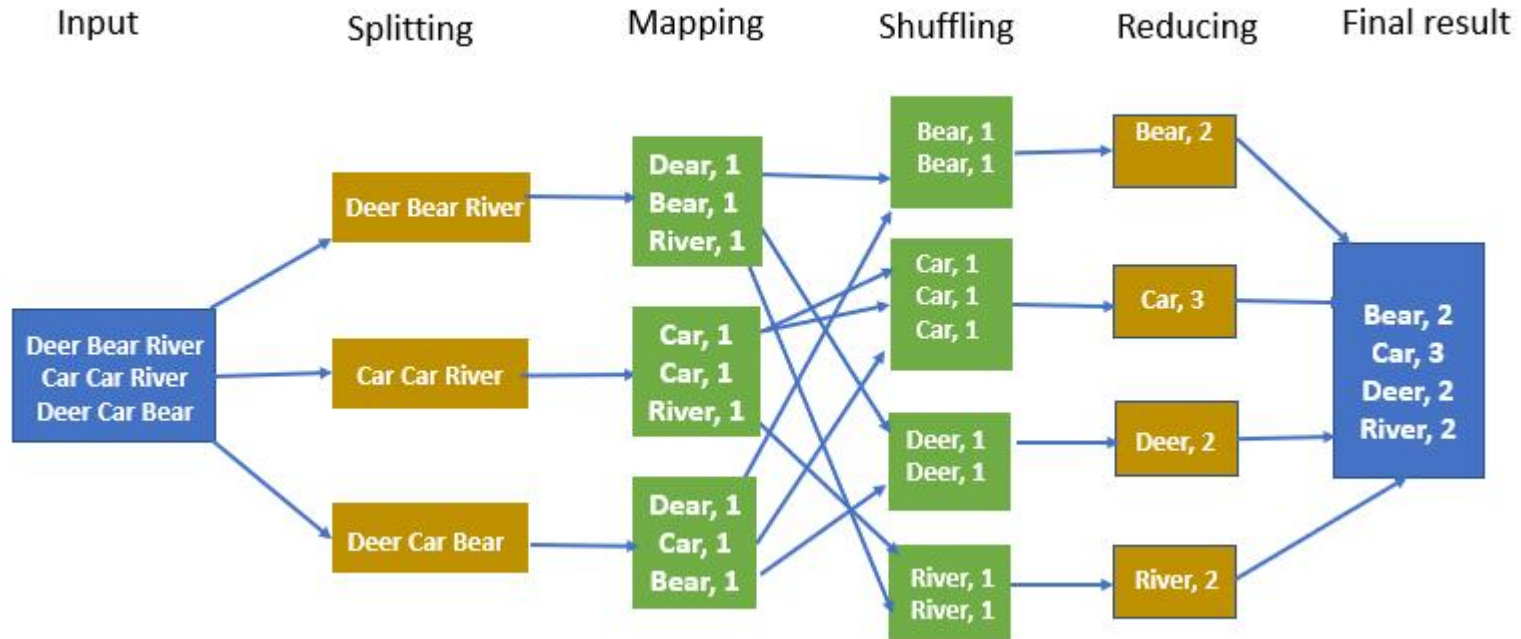 Input
Splitting
Mapping
Shuffling
Reducing
Final result
Deer Bear River
Car Car River
Deer Car Bear
Deer Bear River
Car Car River
Deer Car Bear
Dear, 1
Bear, 1
River, 1
Car, 1
Car, 1
River, 1
Dear, 1
Car, 1
Bear, 1
Bear, 1
Bear, 1
Car, 1
Car, 1
Car, 1
Deer, 1
Deer, 1
River, 1
River, 1
Bear, 2
Car, 3
Deer, 2
River, 2
Bear, 2
Car, 3
Deer, 2
River, 2